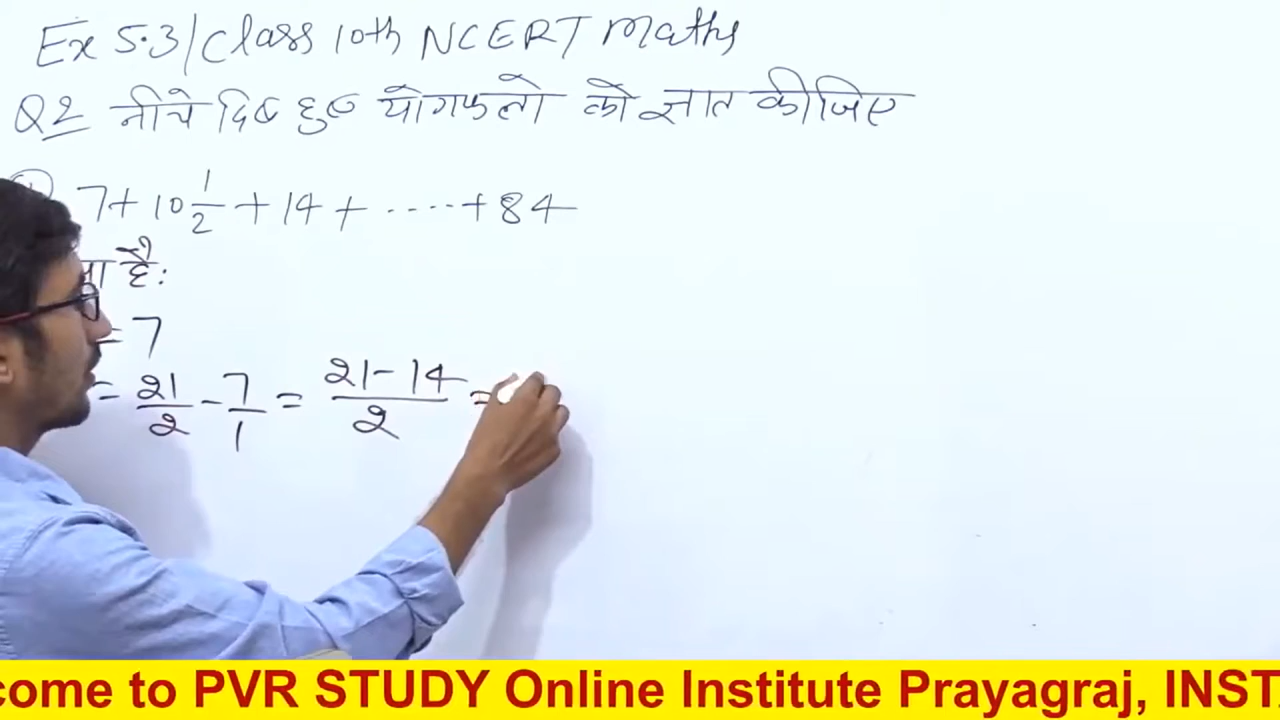 Ex 5.3/Class 10th NCERT Maths
Q2 नीचे दिए हुए योगफलो को ज्ञात कीजिए
7+10 1/2 + 14 + .....+ 84
है:
= 7
= 21/2 - 7/1 = 21-14/2 =
come to PVR STUDY Online Institute Prayagraj, INST